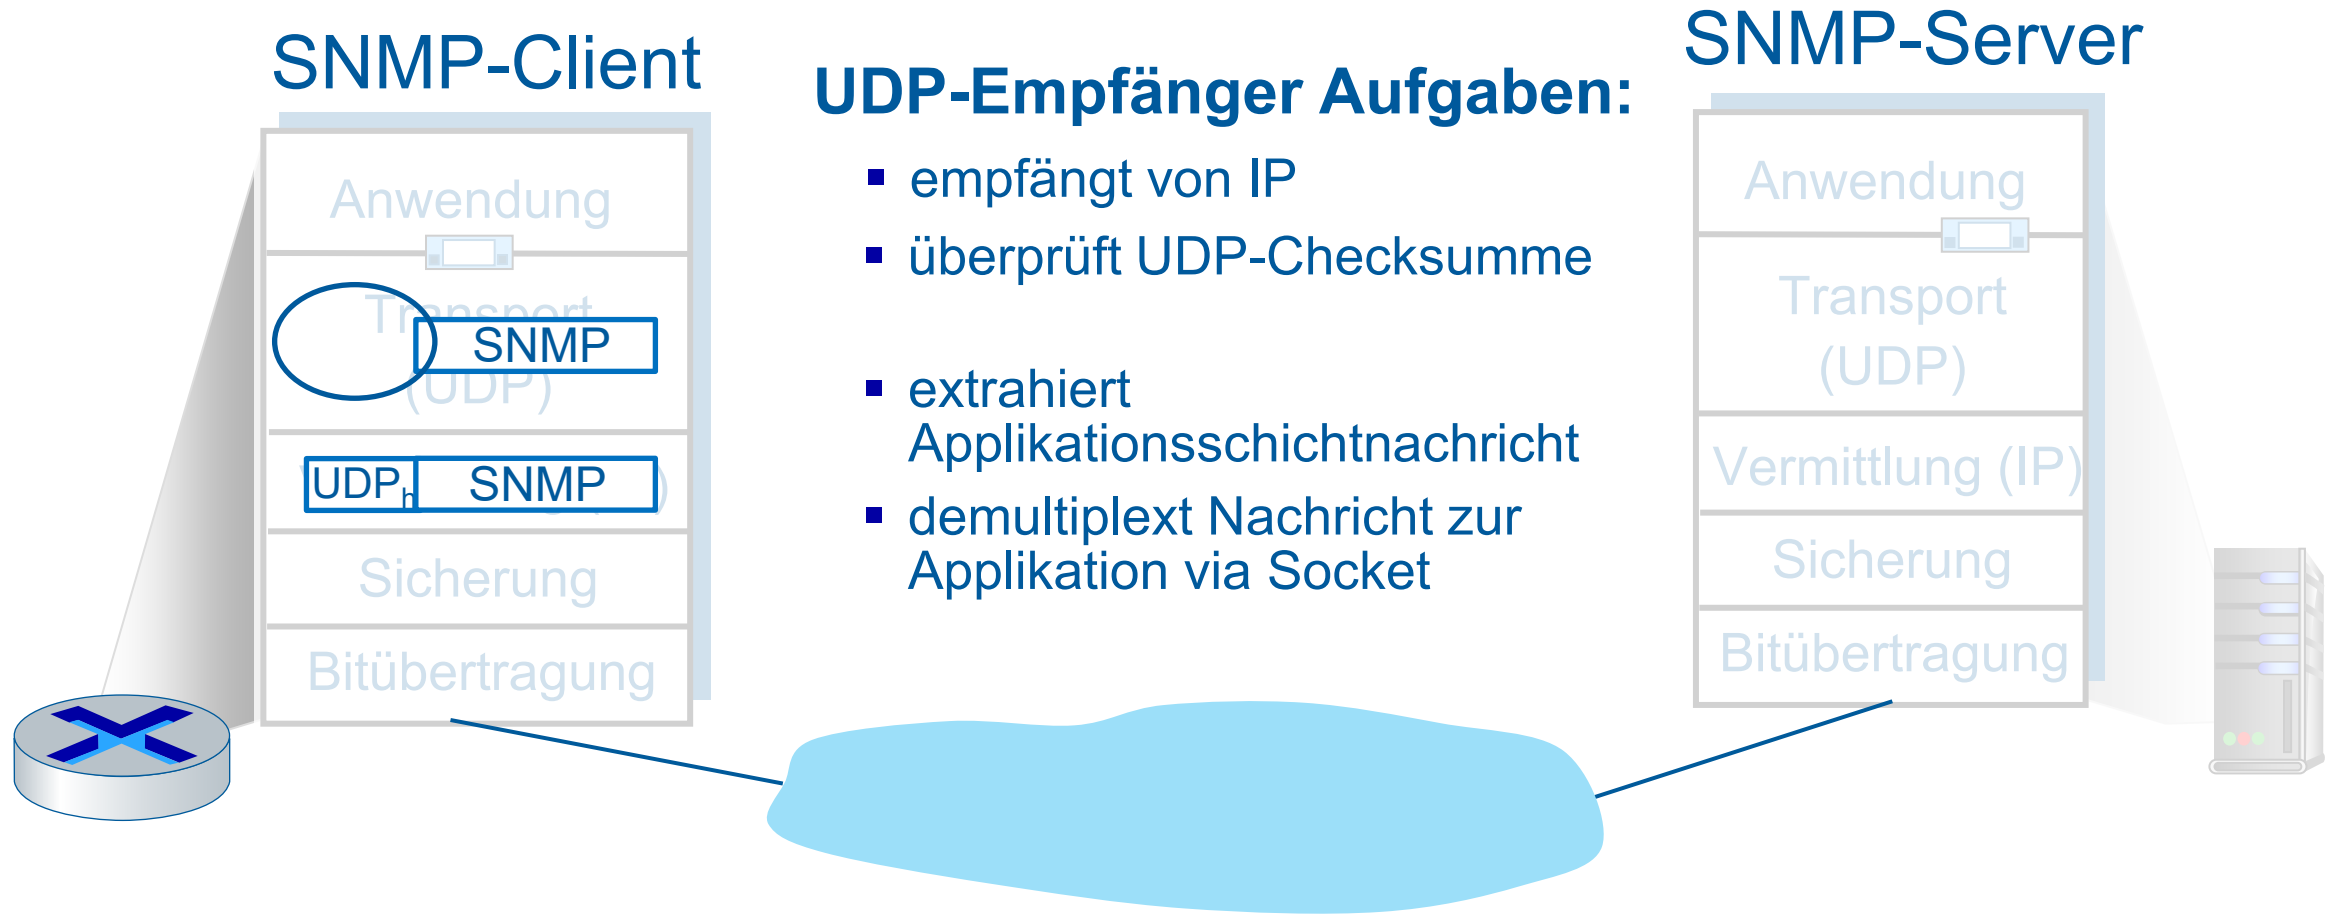 SNMP-Client
Anwendung
Transport
SNMP
(UDP)
UDPh SNMP
Sicherung
Bitübertragung
UDP-Empfänger Aufgaben:
empfängt von IP
überprüft UDP-Checksumme
extrahiert
Applikationsschichtnachricht
demultiplext Nachricht zur
Applikation via Socket
SNMP-Server
Anwendung
Transport
(UDP)
Vermittlung (IP)
Sicherung
Bitübertragung